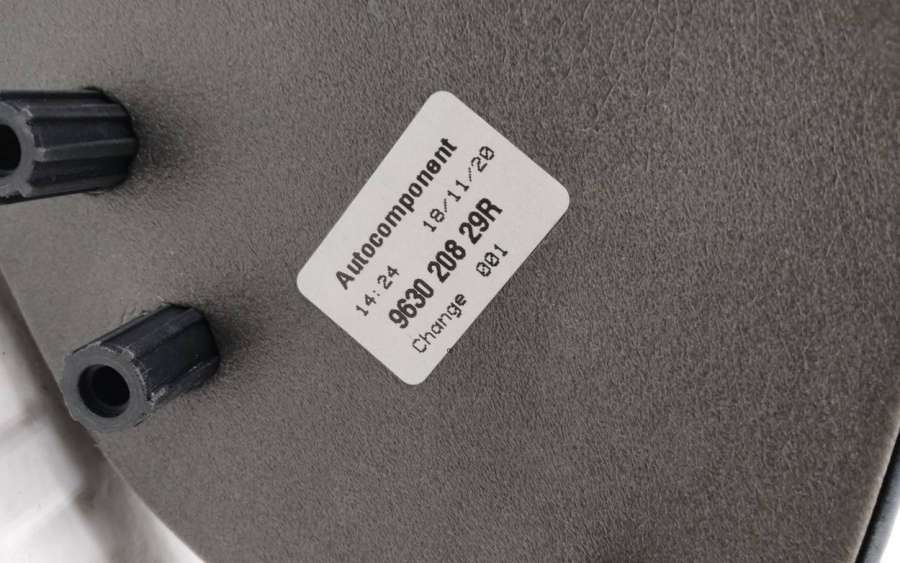 Autocomponent
14:24 18/11/20
9630 208 29R
Change 001